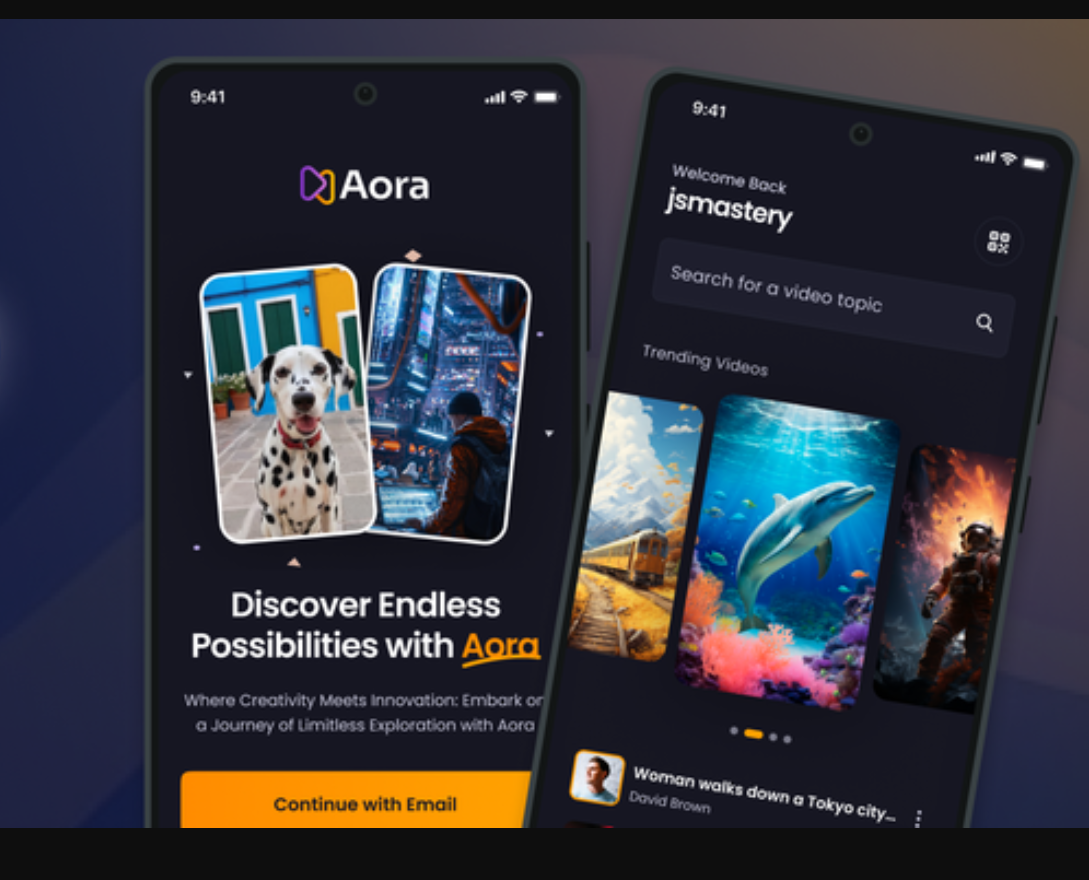 9:41
Aora
Discover Endless
Possibilities with Aora
Where Creativity Meets Innovation: Embark on
a Journey of Limitless Exploration with Aora
Continue with Email
9:41
Welcome Back
jsmastery
Search for a video topic
Trending Videos
Woman walks down a Tokyo city...
David Brown